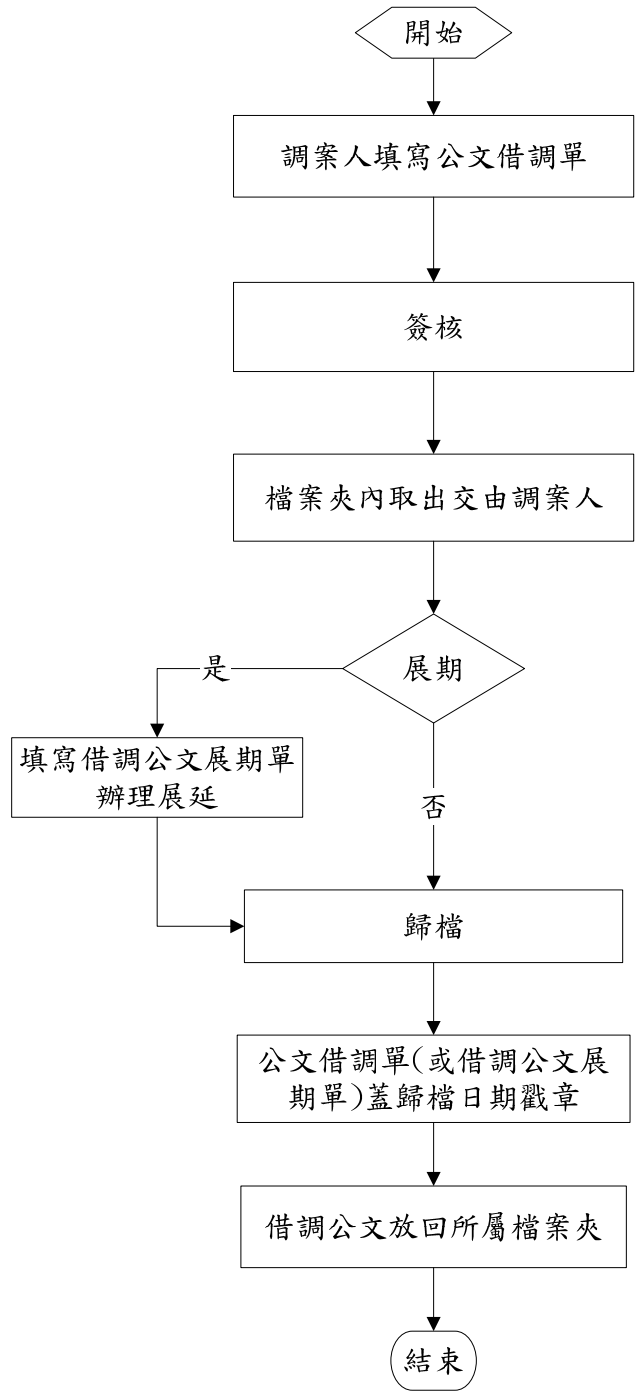 開始
調案人填寫公文借調單
簽核
檔案夾內取出交由調案人
展期
是
填寫借調公文展期單
辦理展延
否
歸檔
公文借調單(或借調公文展
期單)蓋歸檔日期戳章
借調公文放回所屬檔案夾
結束